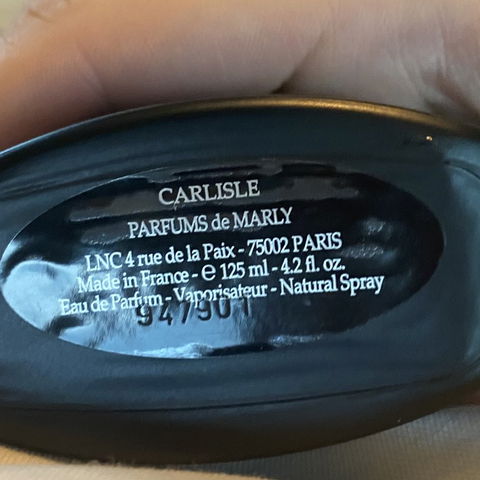 CARLISLE
PARFUMS de MARLY
LNC 4 rue de la Paix - 75002 PARIS
Made in France - ℮ 125 ml - 4.2 fl. oz.
Eau de Parfum - Vaporisateur - Natural Spray
947901